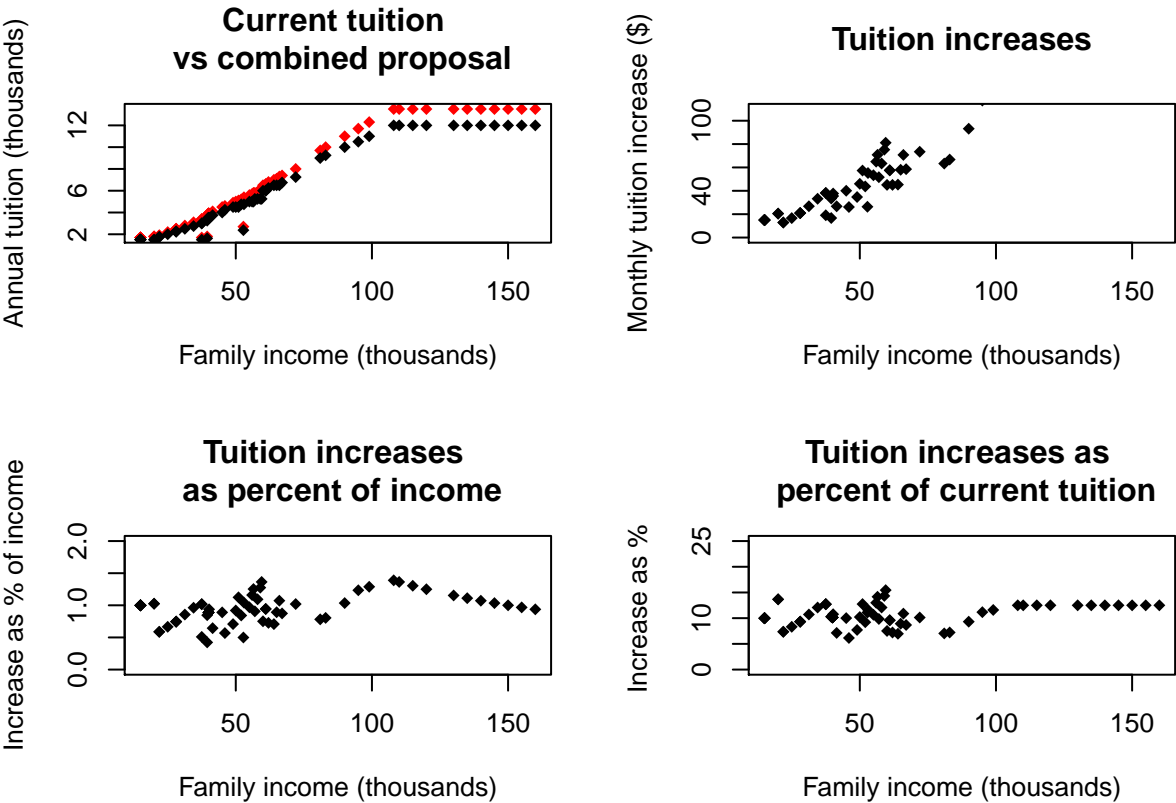 Current tuition
vs combined proposal
Annual tuition (thousands)
12
6
2
50 100 150
Family income (thousands)
Tuition increases
Monthly tuition increase ($)
100
40
0
50 100 150
Family income (thousands)
Tuition increases
as percent of income
Increase as % of income
2.0
1.0
0.0
50 100 150
Family income (thousands)
Tuition increases as
percent of current tuition
Increase as %
25
10
0
50 100 150
Family income (thousands)